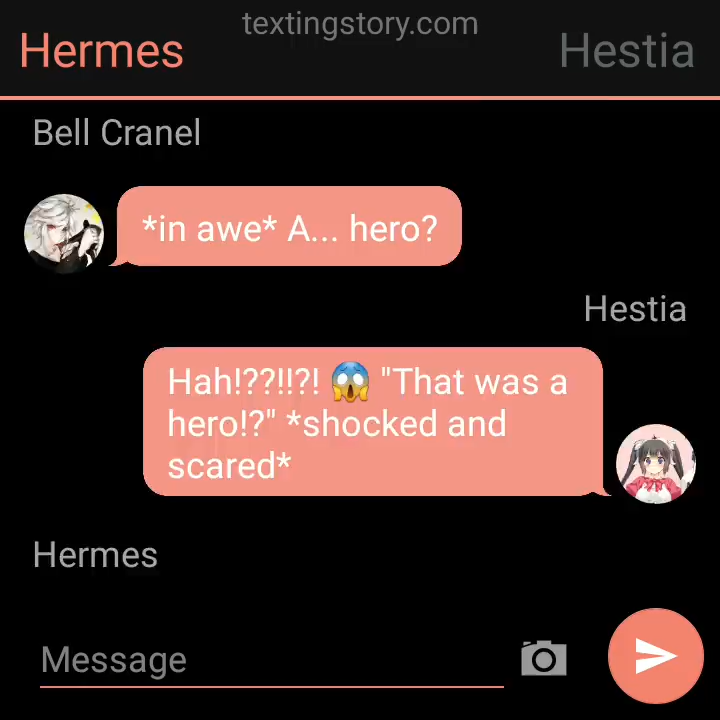 textingstory.com
Hermes
Hestia
Bell Cranel
*in awe* A... hero?
Hestia
Hah!??!!?! 😱 "That was a
hero!?" *shocked and
scared*
Hermes
Message